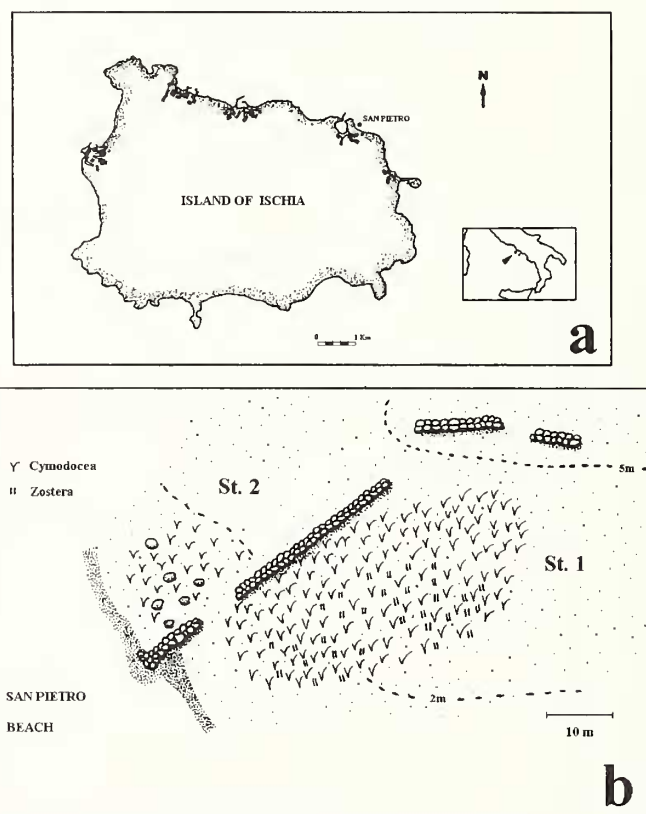 N
SAN PIETRO
ISLAND OF ISCHIA
0 1 Km
a
Cymodocea
Zostera
St. 2
5m
St. 1
2m
SAN PIETRO
BEACH
10 m
b